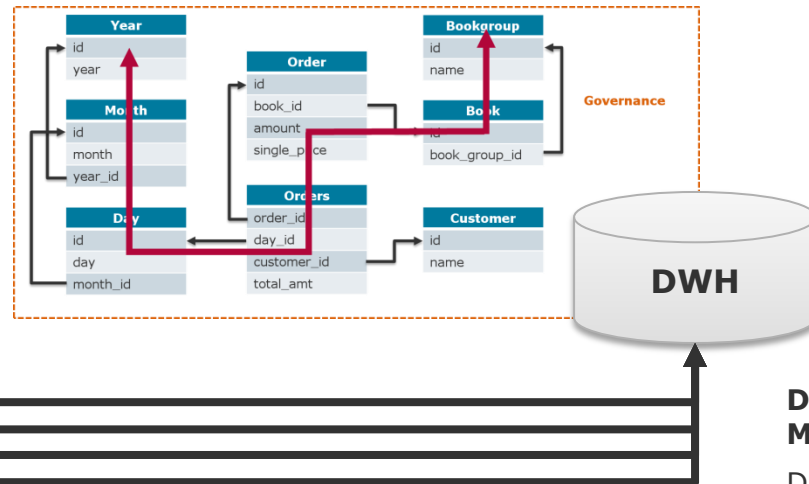 Year
id
year
Month
id
month
year_id
Day
id
day
month_id
Order
id
book_id
amount
Orders
order_id
day_id
customer_id
total_amt
Bookgroup
id
name
Book
id
book_group_id
Customer
id
name
Governance
DWH
D
M
D